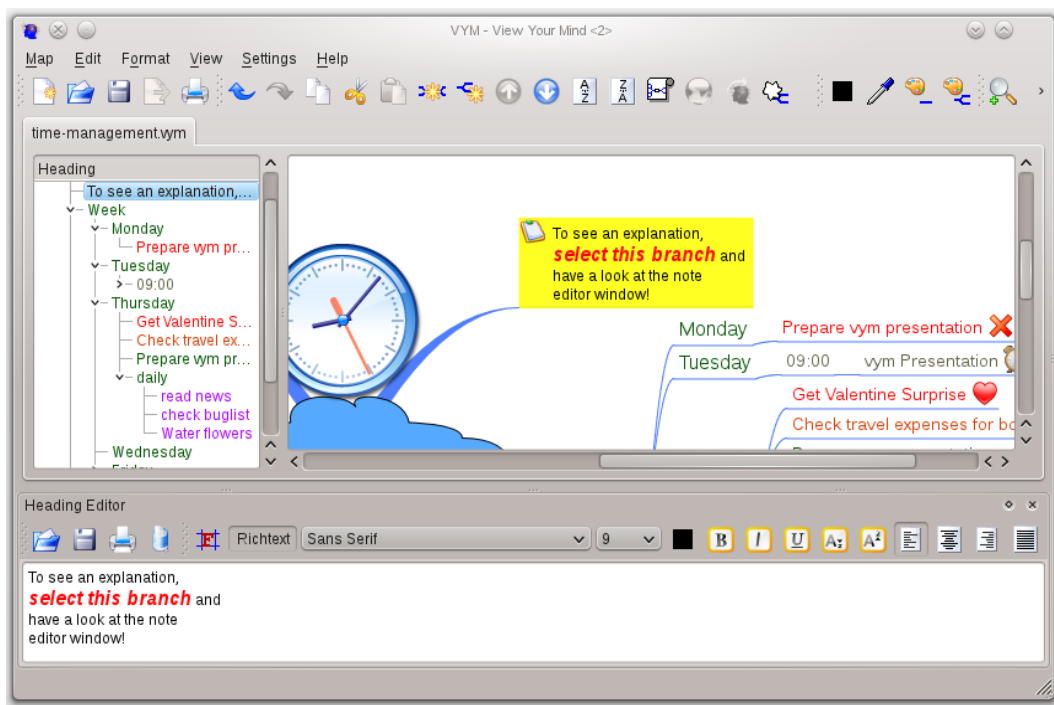 VYM - View Your Mind <2>
Map Edit Format View Settings Help
time-management.vym
Heading
To see an explanation,...
Week
Monday
Prepare vym pr...
Tuesday
09:00
Thursday
Get Valentine S...
Check travel ex...
Prepare vym pr...
daily
read news
check buglist
Water flowers
Wednesday
To see an explanation,
select this branch and
have a look at the note
editor window!
Monday Prepare vym presentation
Tuesday 09:00 vym Presentation
Get Valentine Surprise
Check travel expenses for bo
Heading Editor
Richtext Sans Serif 9
To see an explanation,
select this branch and
have a look at the note
editor window!